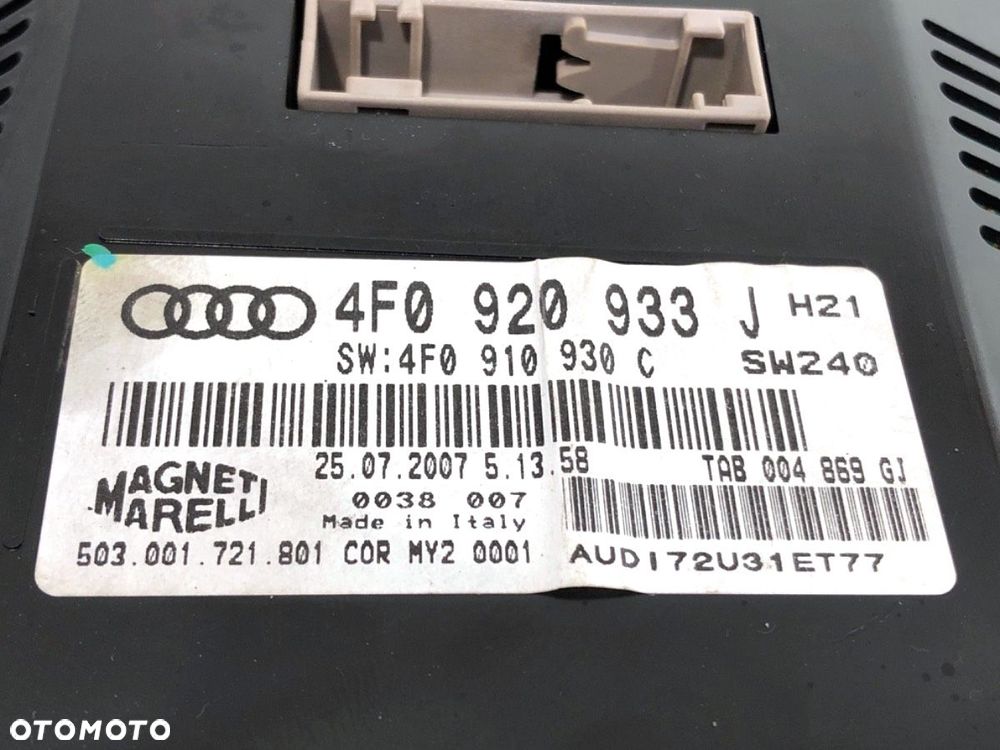 4F0 920 933 J H21
SW:4F0 910 930 C SW240
25.07.2007 5.13.58 TAB 004 869 GJ
MAGNETI
MARELLI
0038 007
Made in Italy
503.001.721.801 COR MY2 0001 AUDI72U31ET77
OTOMOTO